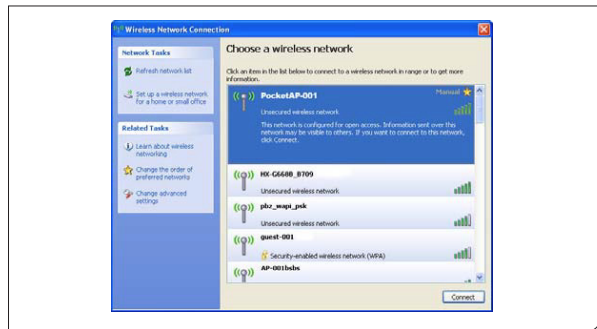 Wireless Network Connection
Network Tasks
Refresh network list
Set up a wireless network
for a home or small office
Related Tasks
Learn about wireless
networking
Change the order of
preferred networks
Change advanced
settings
Choose a wireless network
Click an item in the list below to connect to a wireless network in range or to get more
information.
PocketAP-001
Manual
Unsecured wireless network
This network is configured for open access. Information sent over this
network may be visible to others. If you want to connect to this network,
click Connect.
HX-G6688_B709
Unsecured wireless network
pbz_wapi_psk
Unsecured wireless network
guest-001
Security-enabled wireless network (WPA)
AP-001bsbs
Connect